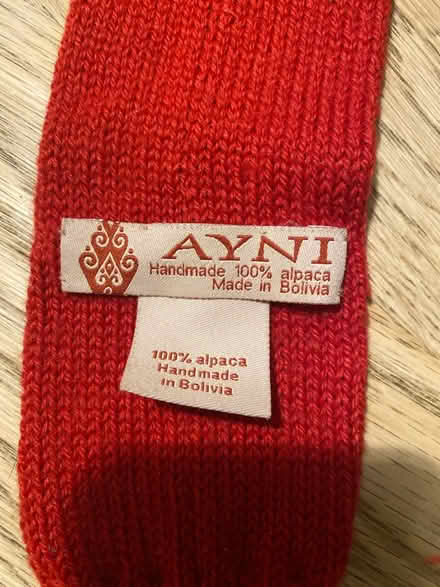 AYNI
Handmade 100% alpaca
Made in Bolivia
100% alpaca
Handmade
in Bolivia